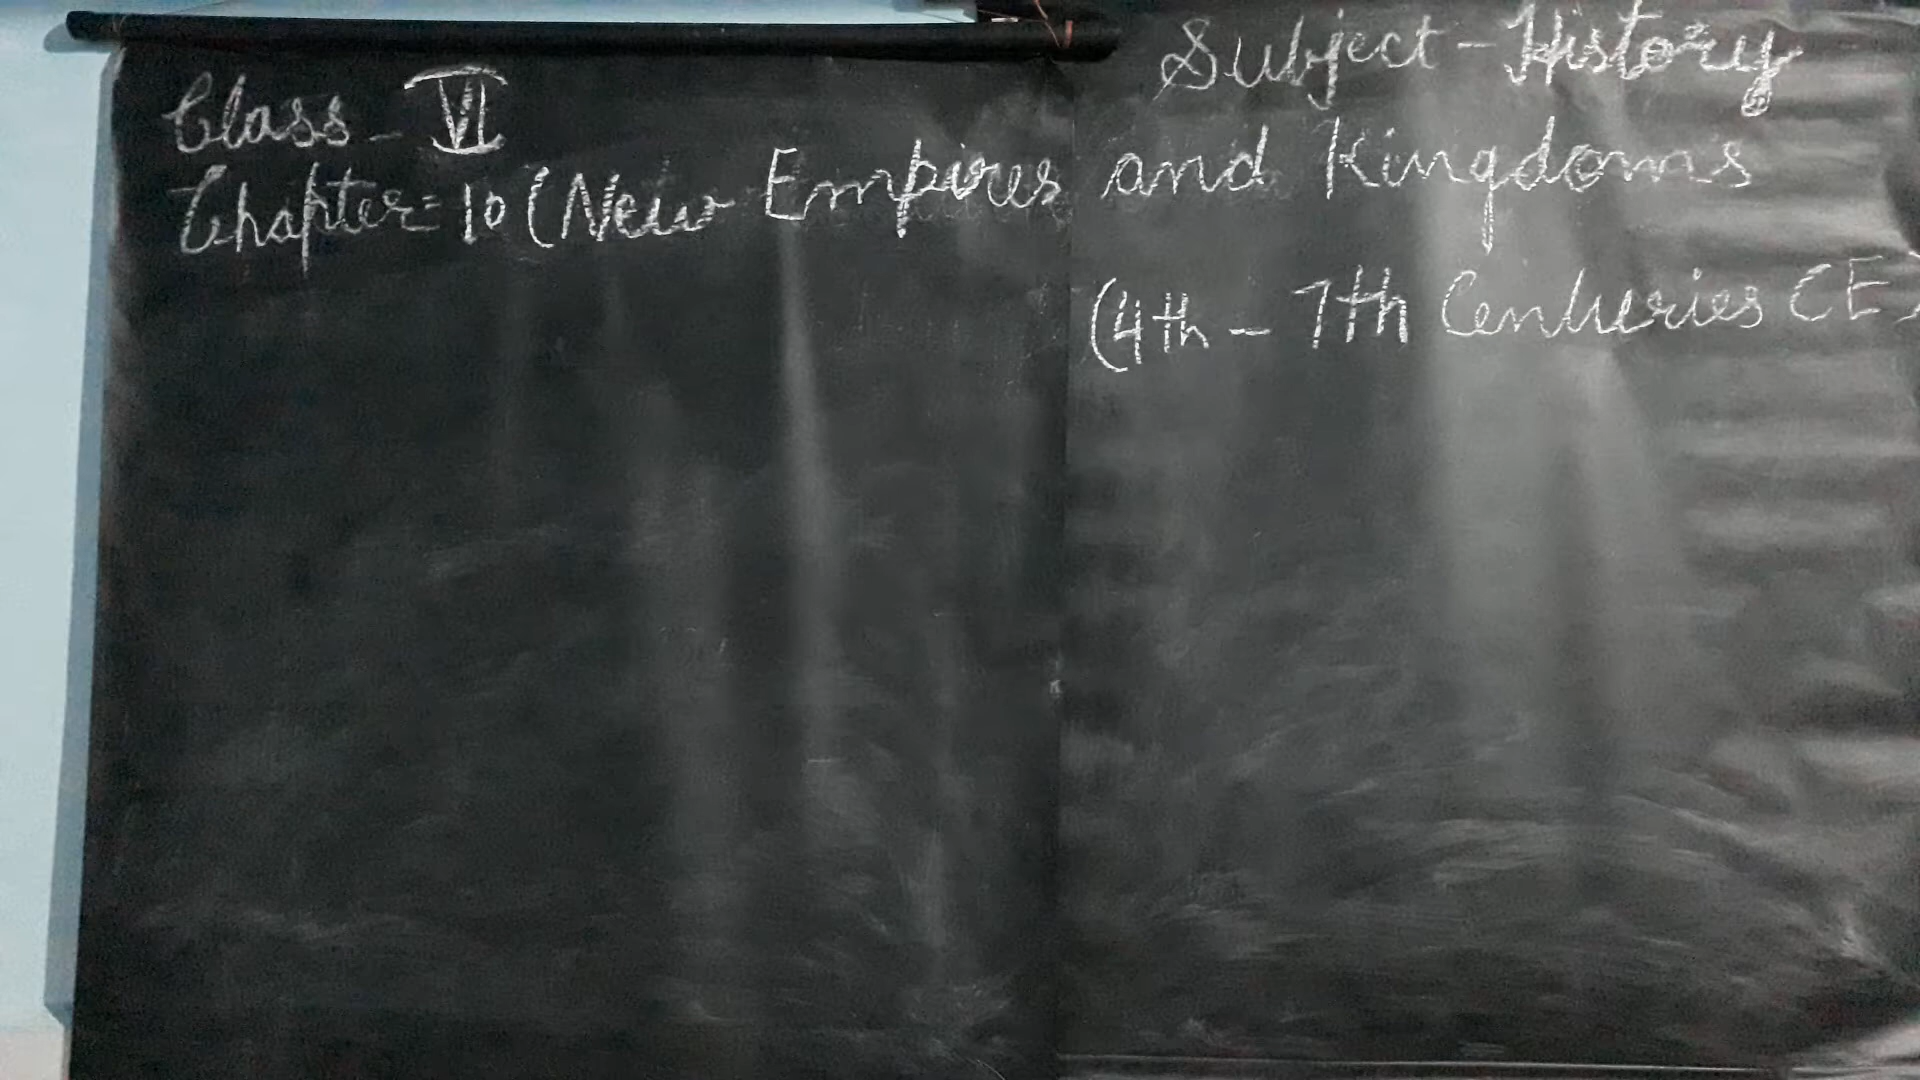 Class - VI
Subject - History
Chapter = 10 (New Empires and Kingdoms
(4th - 7th Centuries CE)